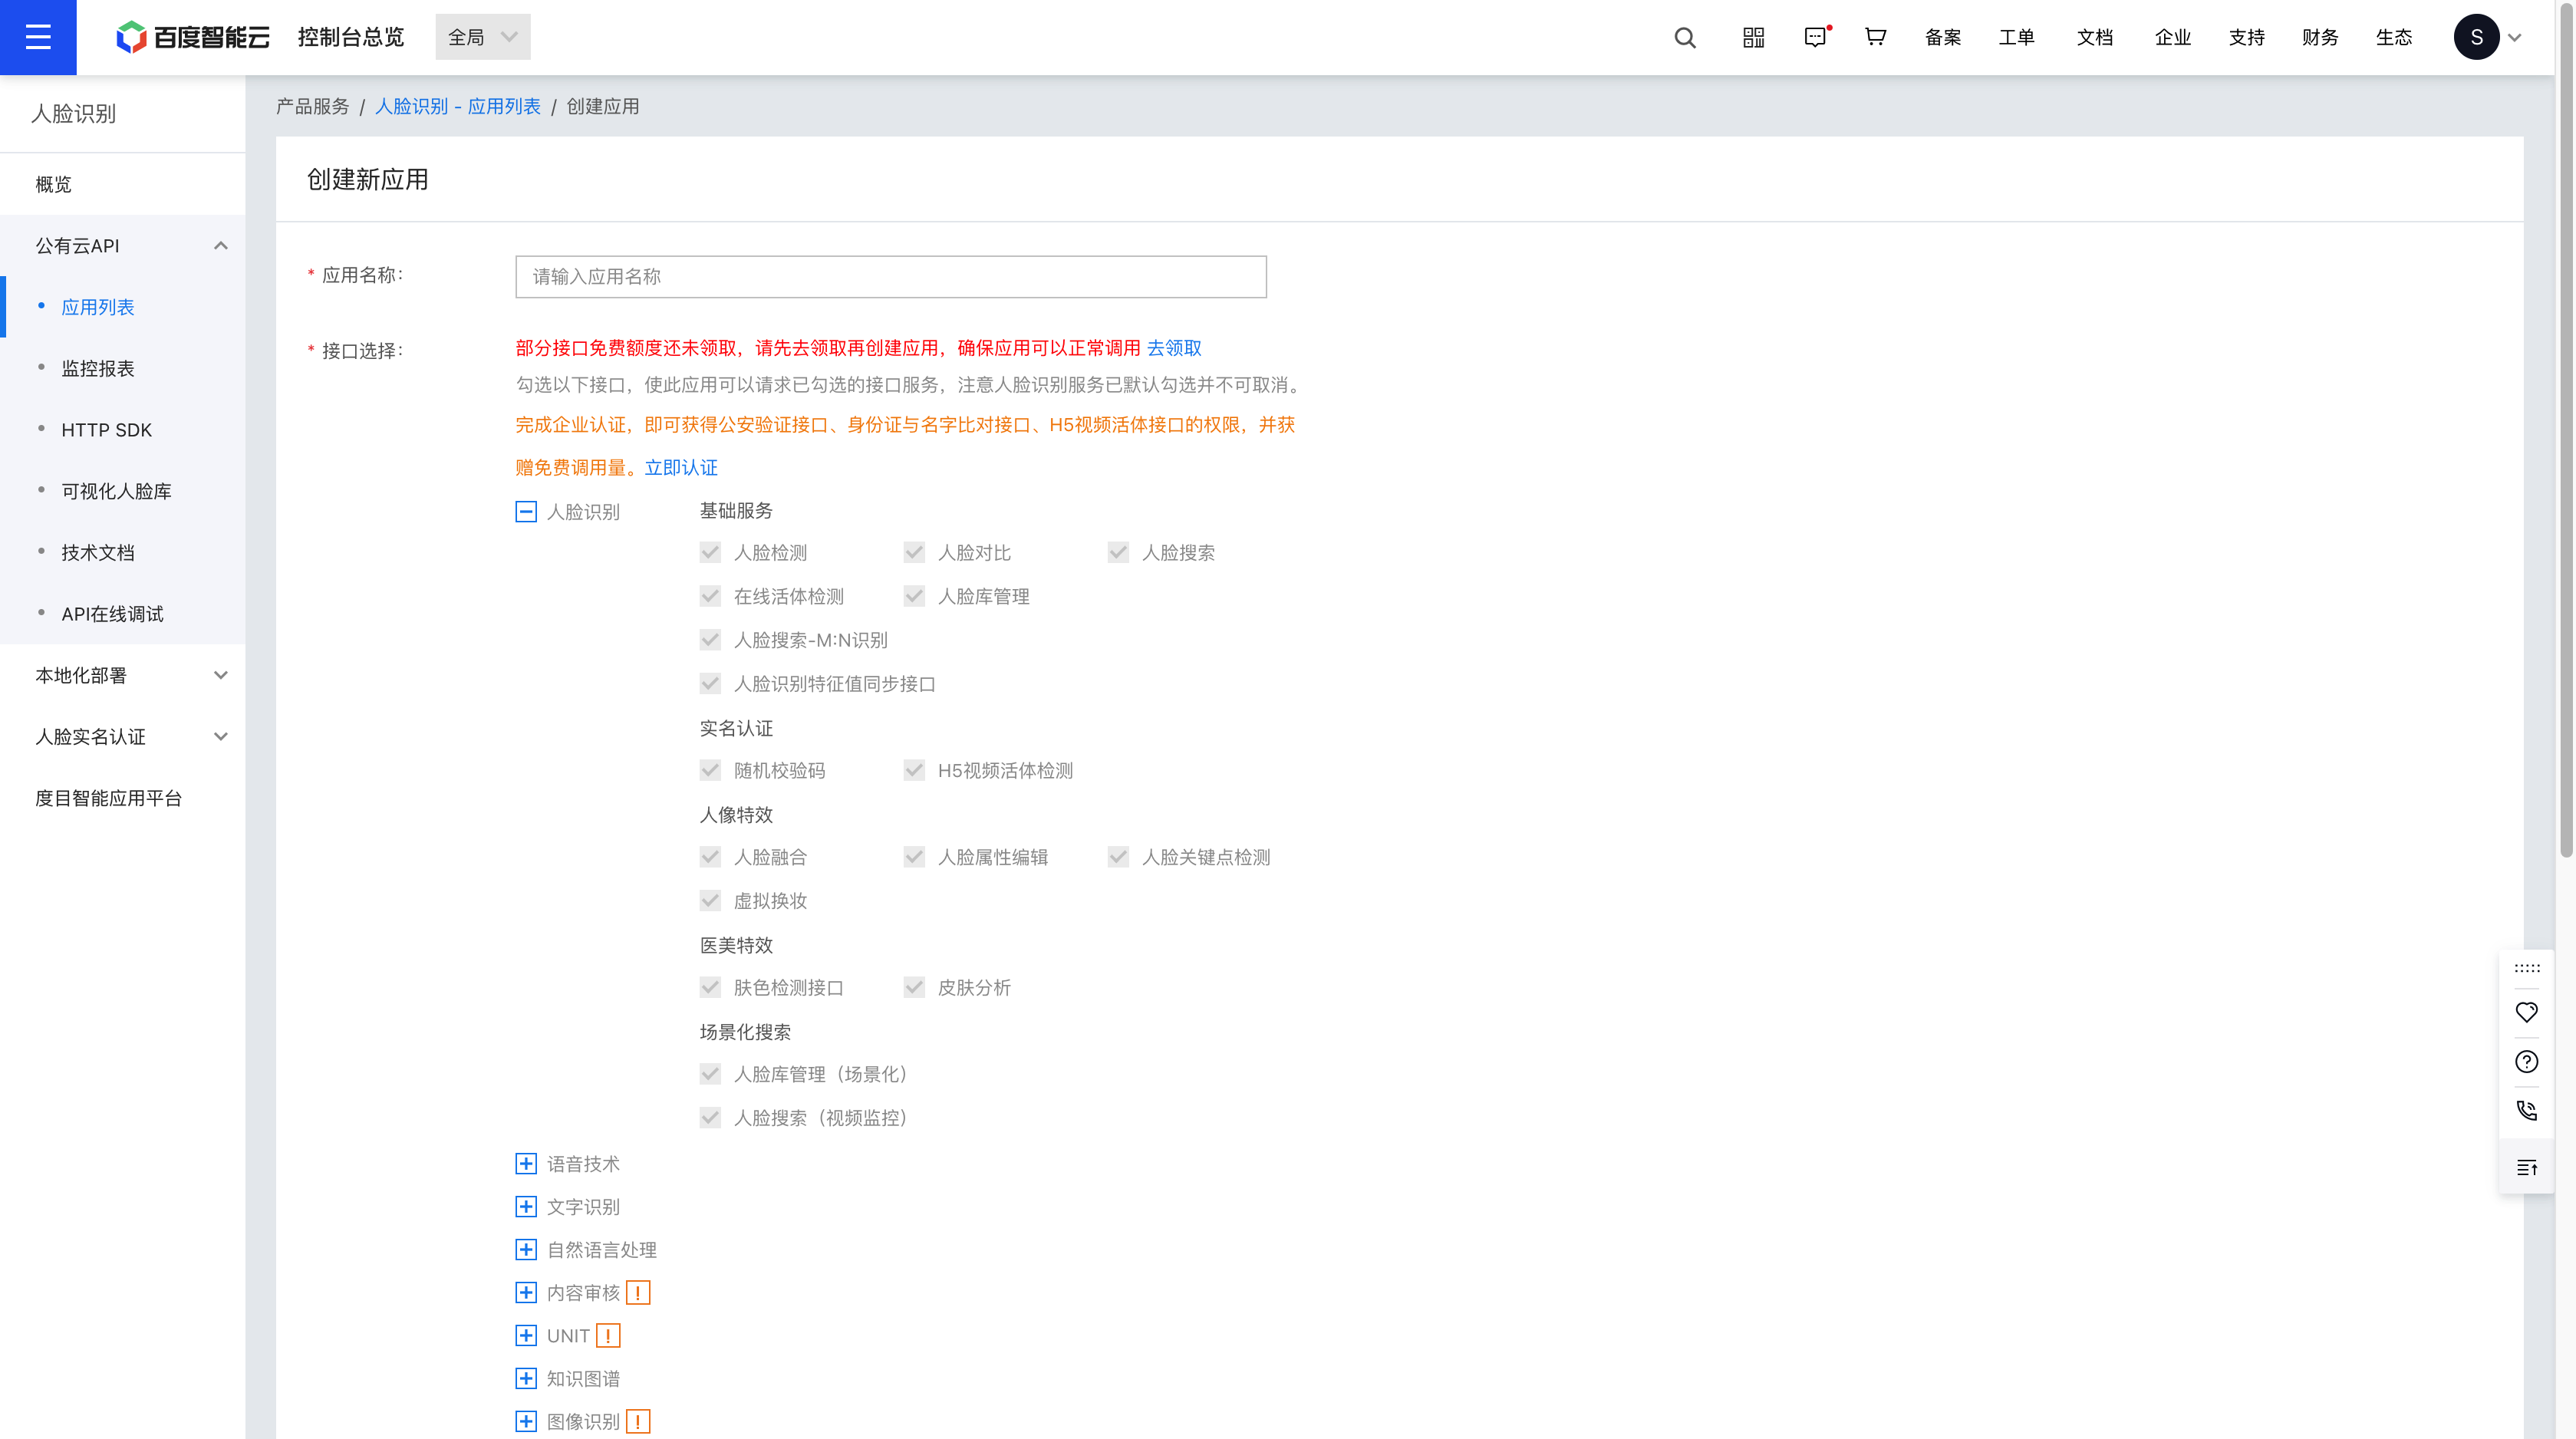 百度智能云 控制台总览 全局 备案 工单 文档 企业 支持 财务 生态 S
人脸识别
概览
公有云API
应用列表
监控报表
HTTP SDK
可视化人脸库
技术文档
API在线调试
本地化部署
人脸实名认证
度目智能应用平台
产品服务 / 人脸识别 - 应用列表 / 创建应用
创建新应用
* 应用名称：
请输入应用名称
* 接口选择：
部分接口免费额度还未领取，请先去领取再创建应用，确保应用可以正常调用 去领取
勾选以下接口，使此应用可以请求已勾选的接口服务，注意人脸识别服务已默认勾选并不可取消。
完成企业认证，即可获得公安验证接口、身份证与名字比对接口、H5视频活体接口的权限，并获
赠免费调用量。立即认证
人脸识别
基础服务
人脸检测 人脸对比 人脸搜索
在线活体检测 人脸库管理
人脸搜索-M:N识别
人脸识别特征值同步接口
实名认证
随机校验码 H5视频活体检测
人像特效
人脸融合 人脸属性编辑 人脸关键点检测
虚拟换妆
医美特效
肤色检测接口 皮肤分析
场景化搜索
人脸库管理（场景化）
人脸搜索（视频监控）
语音技术
文字识别
自然语言处理
内容审核 !
UNIT !
知识图谱
图像识别 !